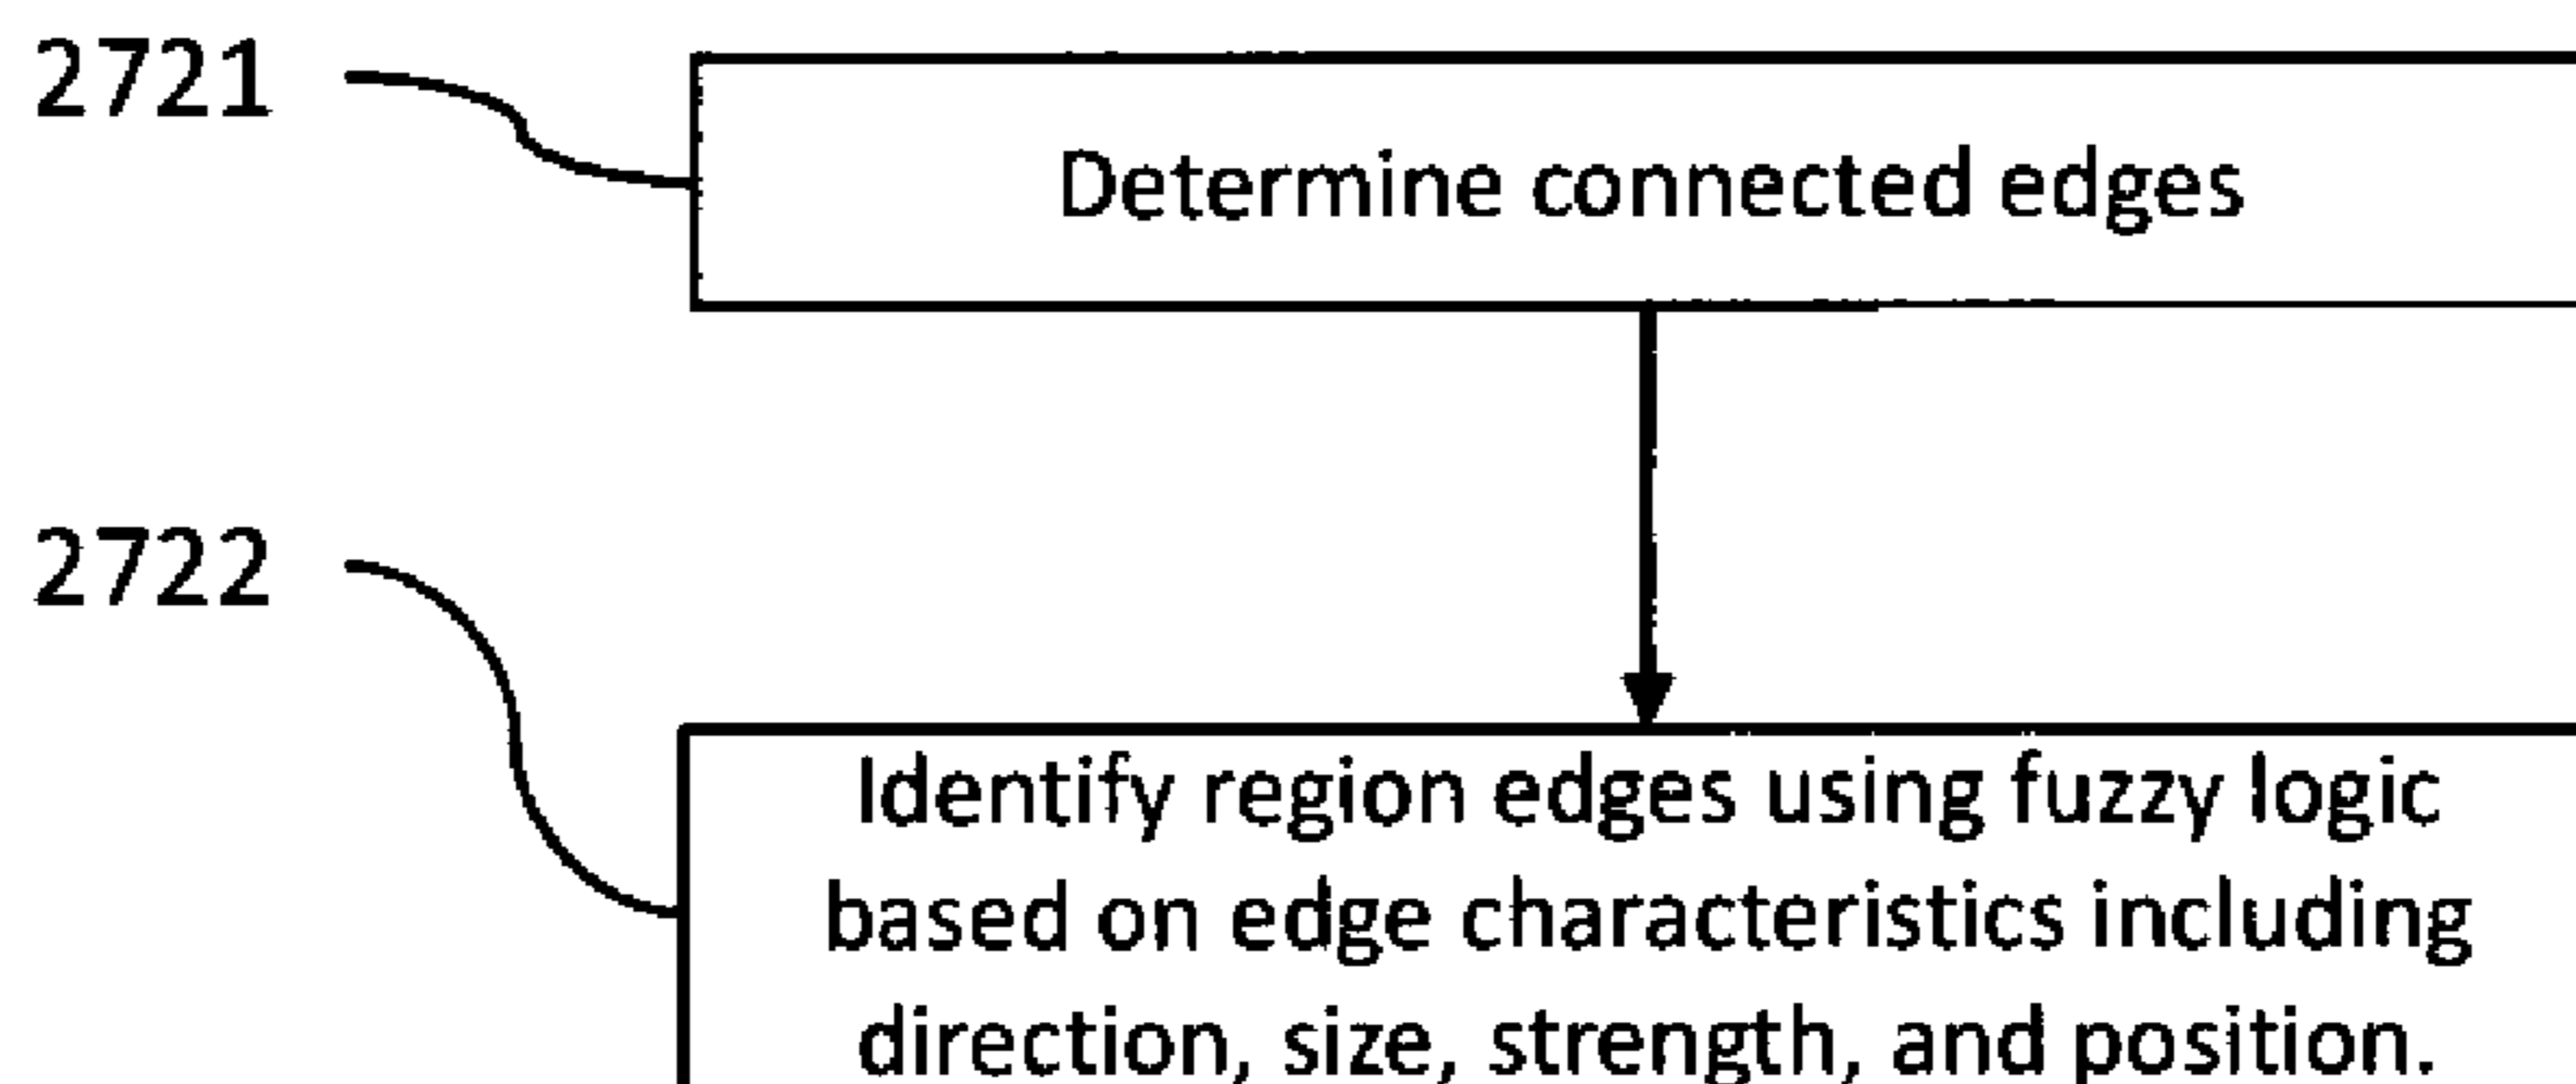 2721
Determine connected edges
2722
Identify region edges using fuzzy logic
based on edge characteristics including
direction, size, strength, and position.